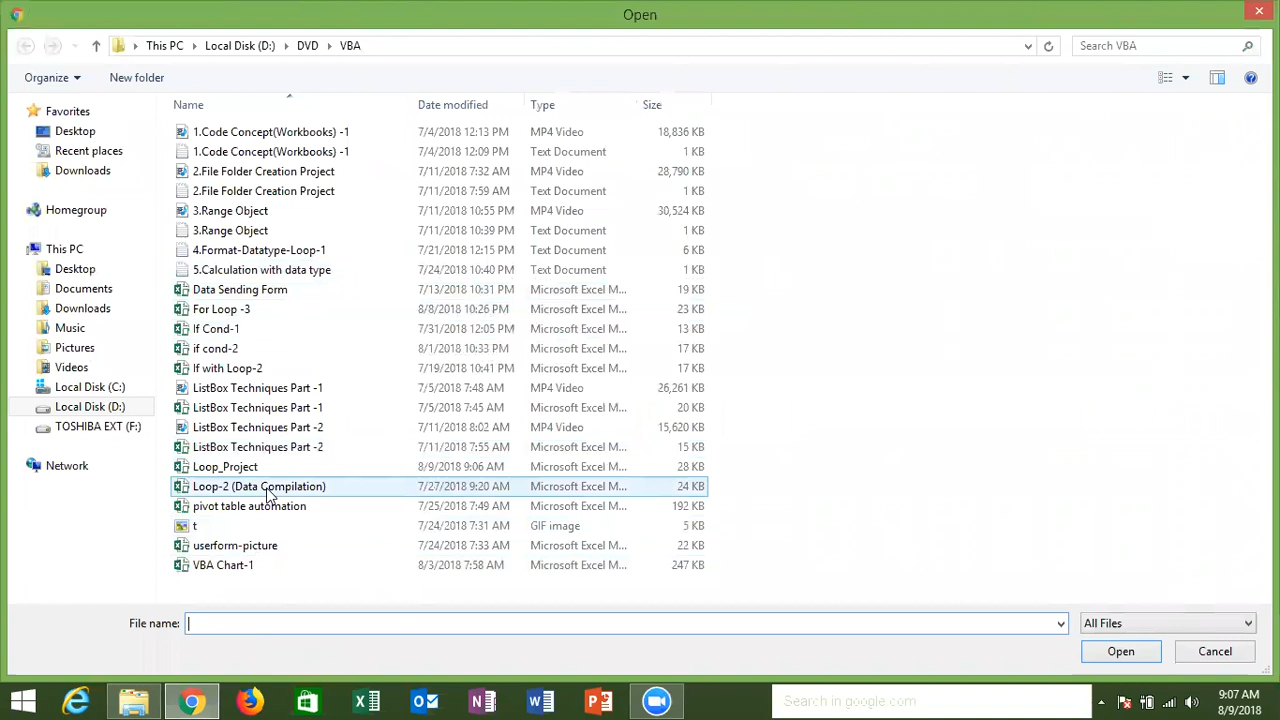 Open
This PC Local Disk (D:) DVD VBA Search VBA
Organize New folder
Name Date modified Type Size
Favorites
Desktop
Recent places
Downloads
Homegroup
This PC
Desktop
Documents
Downloads
Music
Pictures
Videos
Local Disk (C:)
Local Disk (D:)
TOSHIBA EXT (F:)
Network
1.Code Concept(Workbooks) -1 7/4/2018 12:13 PM MP4 Video 18,836 KB
1.Code Concept(Workbooks) -1 7/4/2018 12:09 PM Text Document 1 KB
2.File Folder Creation Project 7/11/2018 7:32 AM MP4 Video 28,790 KB
2.File Folder Creation Project 7/11/2018 7:59 AM Text Document 1 KB
3.Range Object 7/11/2018 10:55 PM MP4 Video 30,524 KB
3.Range Object 7/11/2018 10:39 PM Text Document 1 KB
4.Format-Datatype-Loop-1 7/21/2018 12:15 PM Text Document 6 KB
5.Calculation with data type 7/24/2018 10:40 PM Text Document 1 KB
Data Sending Form 7/13/2018 10:31 PM Microsoft Excel M... 19 KB
For Loop -3 8/8/2018 10:26 PM Microsoft Excel M... 23 KB
If Cond-1 7/31/2018 12:05 PM Microsoft Excel M... 13 KB
if cond-2 8/1/2018 10:33 PM Microsoft Excel M... 17 KB
If with Loop-2 7/19/2018 10:41 PM Microsoft Excel M... 17 KB
ListBox Techniques Part -1 7/5/2018 7:48 AM MP4 Video 26,261 KB
ListBox Techniques Part -1 7/5/2018 7:45 AM Microsoft Excel M... 20 KB
ListBox Techniques Part -2 7/11/2018 8:02 AM MP4 Video 15,620 KB
ListBox Techniques Part -2 7/11/2018 7:55 AM Microsoft Excel M... 15 KB
Loop_Project 8/9/2018 9:06 AM Microsoft Excel M... 28 KB
Loop-2 (Data Compilation) 7/27/2018 9:20 AM Microsoft Excel M... 24 KB
pivot table automation 7/25/2018 7:49 AM Microsoft Excel M... 192 KB
t 7/24/2018 7:31 AM GIF image 5 KB
userform-picture 7/24/2018 7:33 AM Microsoft Excel M... 22 KB
VBA Chart-1 8/3/2018 7:58 AM Microsoft Excel M... 247 KB
File name: All Files
Open Cancel
Search in google.com
9:07 AM
8/9/2018